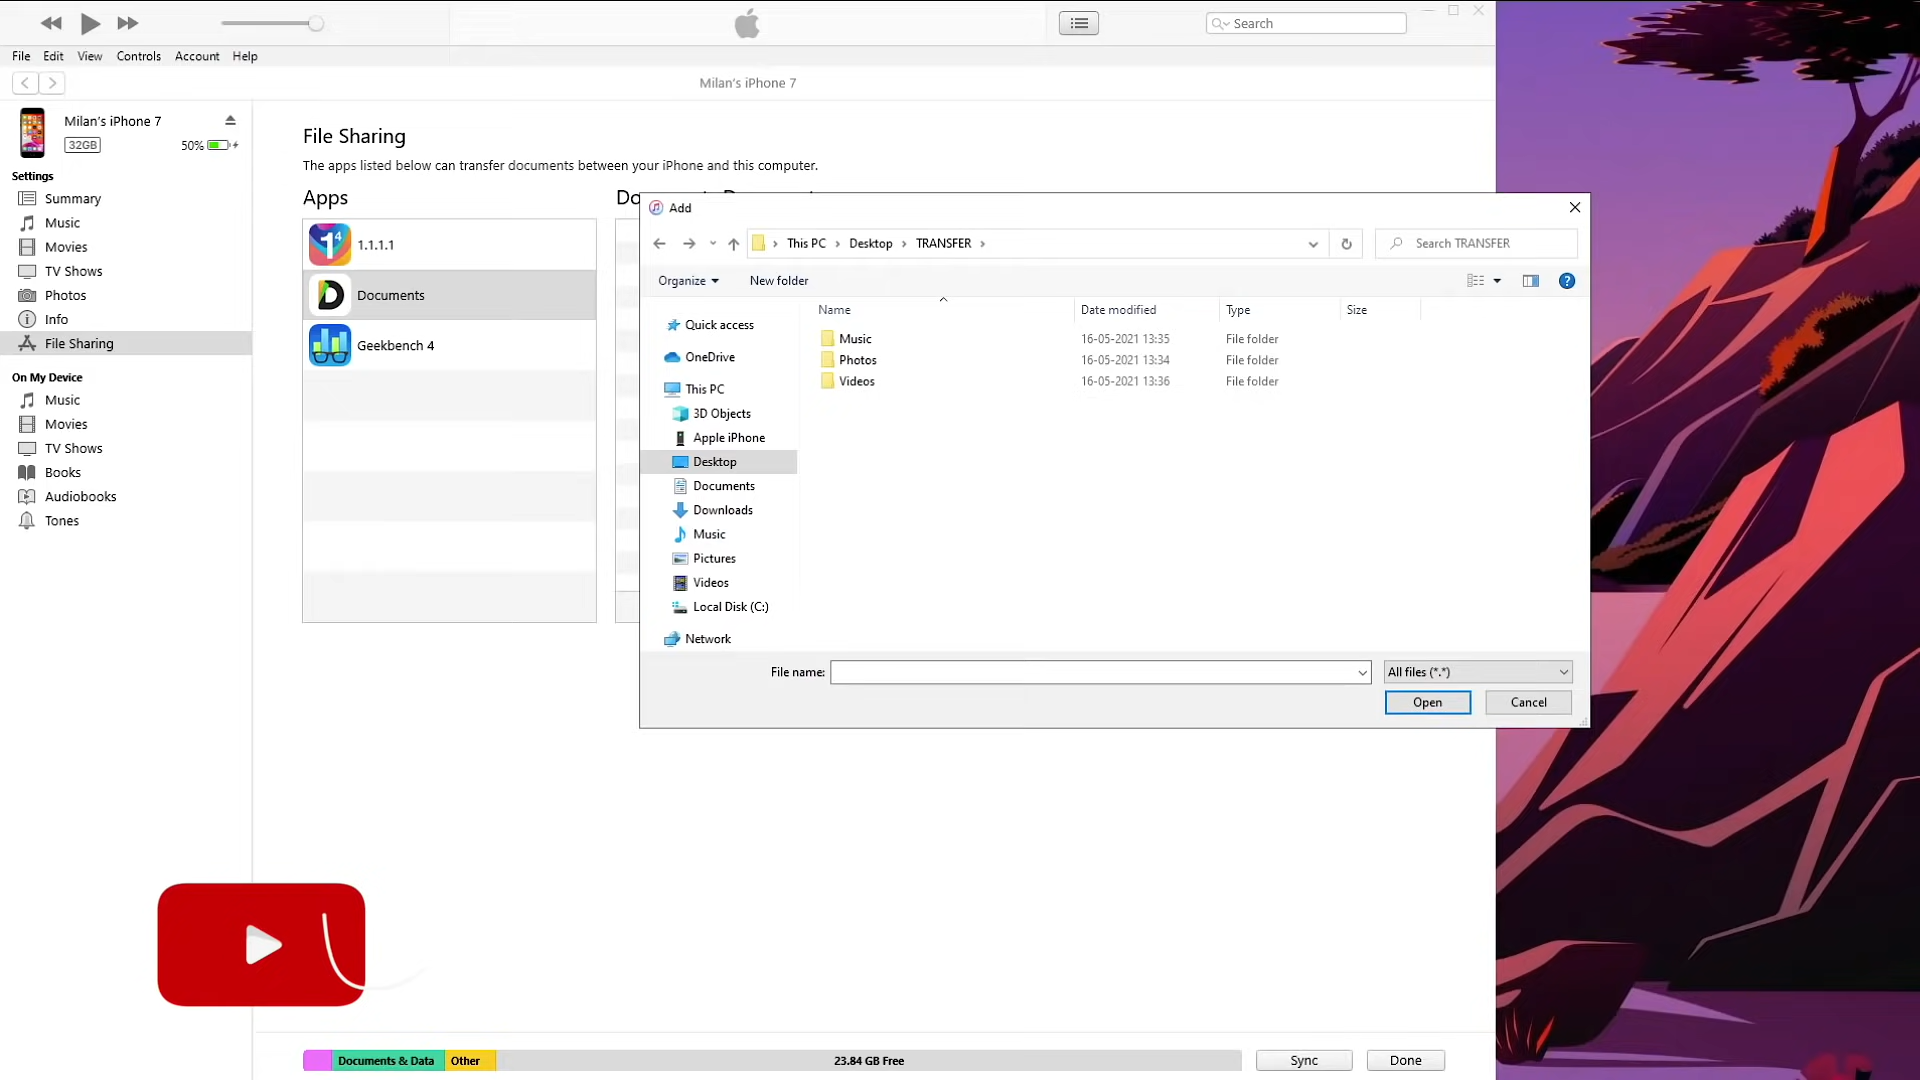 Search
File Edit View Controls Account Help
Milan's iPhone 7
Milan's iPhone 7
32GB 50%
Settings
Summary
Music
Movies
TV Shows
Photos
Info
File Sharing
On My Device
Music
Movies
TV Shows
Books
Audiobooks
Tones
File Sharing
The apps listed below can transfer documents between your iPhone and this computer.
Apps
1.1.1.1
Documents
Geekbench 4
Add
This PC Desktop TRANSFER
Search TRANSFER
Organize New folder
Name Date modified Type Size
Music 16-05-2021 13:35 File folder
Photos 16-05-2021 13:34 File folder
Videos 16-05-2021 13:36 File folder
Quick access
OneDrive
This PC
3D Objects
Apple iPhone
Desktop
Documents
Downloads
Music
Pictures
Videos
Local Disk (C:)
Network
File name: All files (*.*)
Open Cancel
Documents & Data Other 23.84 GB Free Sync Done